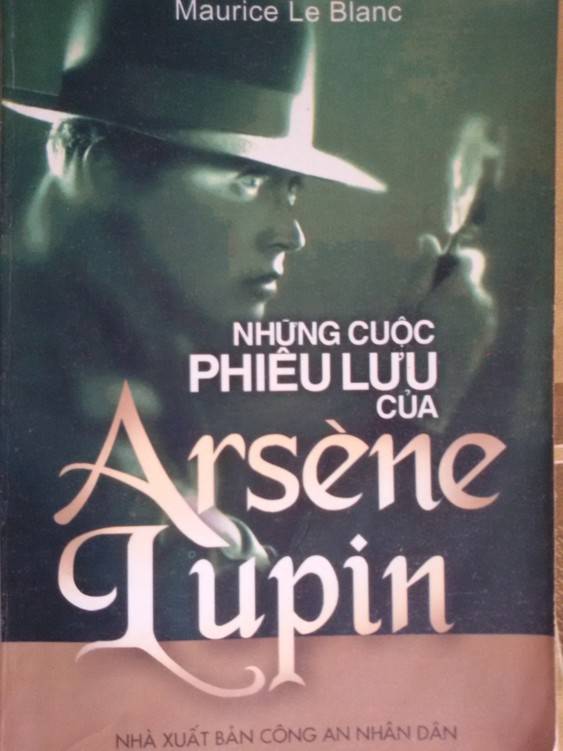 Maurice Le Blanc
NHỮNG CUỘC
PHIÊU LƯU
CỦA
Arsène
Lupin
NHÀ XUẤT BẢN CÔNG AN NHÂN DÂN